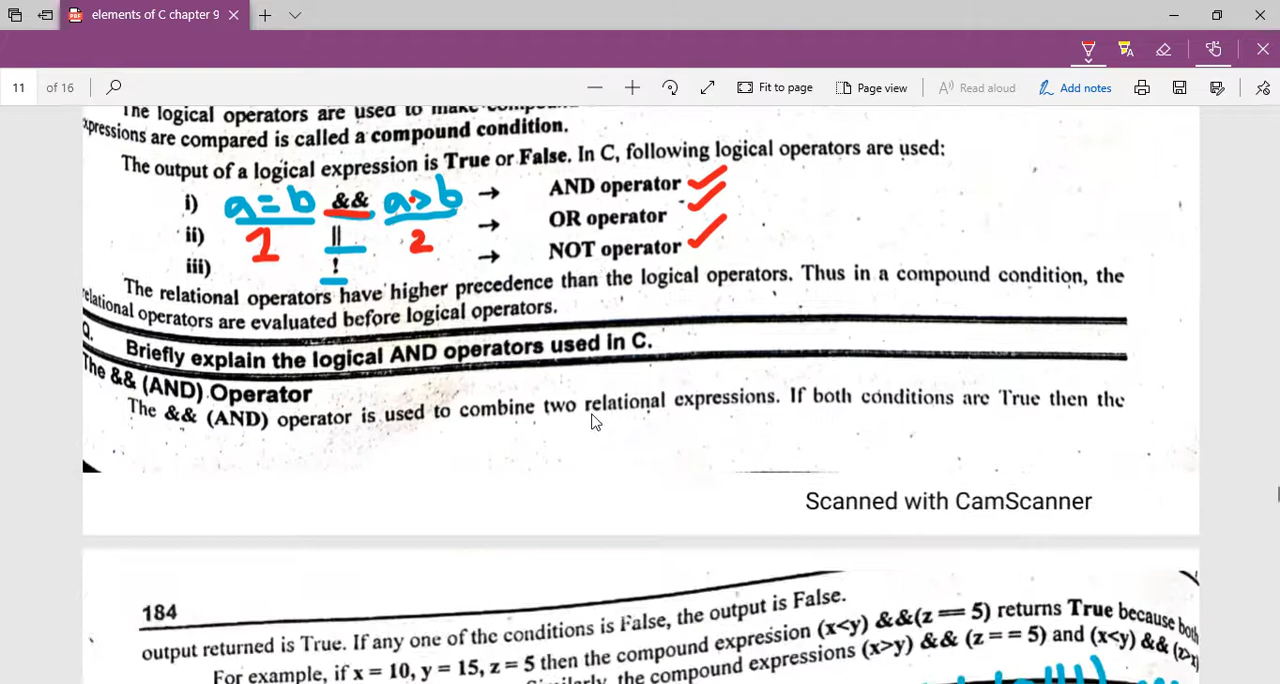 elements of C chapter 9
11 of 16
Fit to page
Page view
Read aloud
Add notes
The logical operators are used to make
expressions are compared is called a compound condition.
The output of a logical expression is True or False. In C, following logical operators are used:
i) a = b && a > b → AND operator
ii) 1 || 2 → OR operator
iii) ! → NOT operator
The relational operators have higher precedence than the logical operators. Thus in a compound condition, the
relational operators are evaluated before logical operators.
Q. Briefly explain the logical AND operators used in C.
The && (AND) Operator
The && (AND) operator is used to combine two relational expressions. If both conditions are True then the
Scanned with CamScanner
184
output returned is True. If any one of the conditions is False, the output is False.
For example, if x = 10, y = 15, z = 5 then the compound expression (x<y) &&(z == 5) returns True because both
the compound expressions (x>y) && (z = = 5) and (x<y) && (z>x)